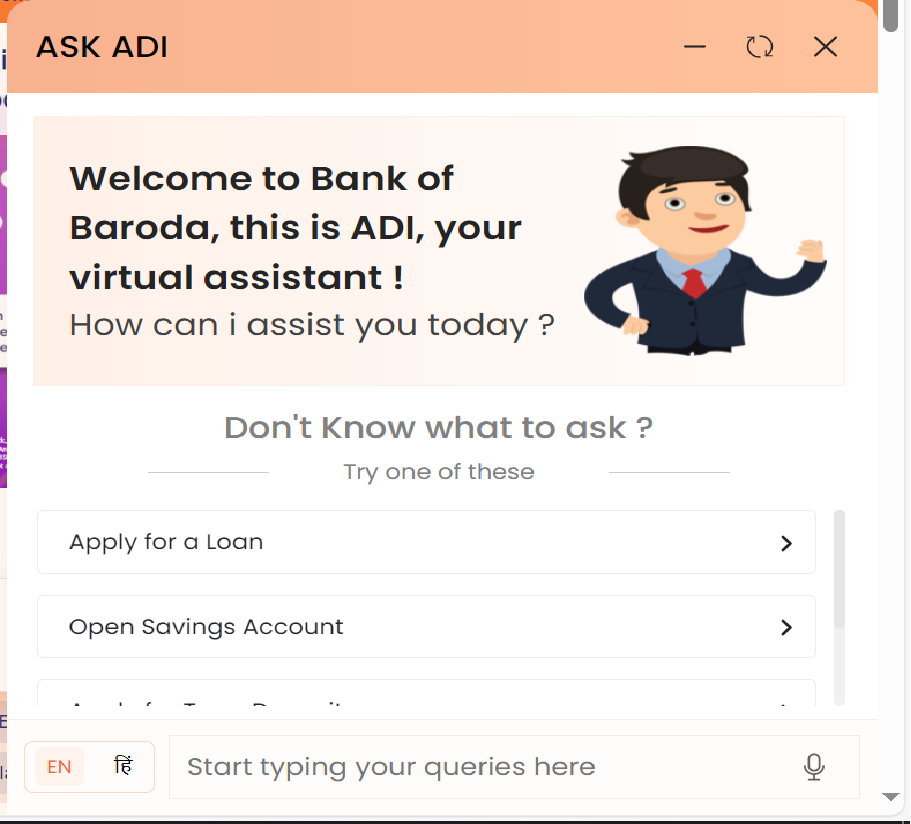 ASK ADI
Welcome to Bank of
Baroda, this is ADI, your
virtual assistant !
How can i assist you today ?
Don't Know what to ask ?
Try one of these
Apply for a Loan
Open Savings Account
EN हिं
Start typing your queries here